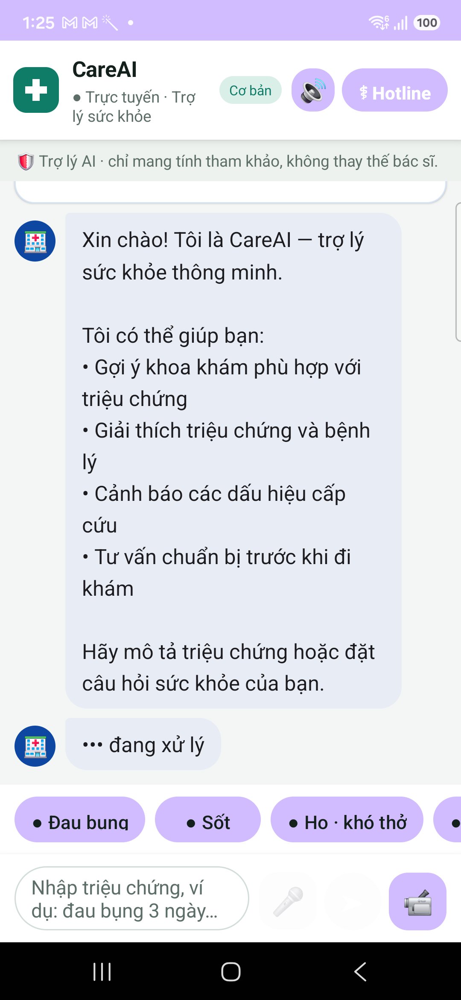 1:25
6
100
CareAI
● Trực tuyến · Trợ
lý sức khỏe
Cơ bản
Hotline
Trợ lý AI · chỉ mang tính tham khảo, không thay thế bác sĩ.
Xin chào! Tôi là CareAI — trợ lý
sức khỏe thông minh.
Tôi có thể giúp bạn:
• Gợi ý khoa khám phù hợp với
triệu chứng
• Giải thích triệu chứng và bệnh
lý
• Cảnh báo các dấu hiệu cấp
cứu
• Tư vấn chuẩn bị trước khi đi
khám
Hãy mô tả triệu chứng hoặc đặt
câu hỏi sức khỏe của bạn.
••• đang xử lý
● Đau bụng
● Sốt
● Ho · khó thở
Nhập triệu chứng, ví
dụ: đau bụng 3 ngày...